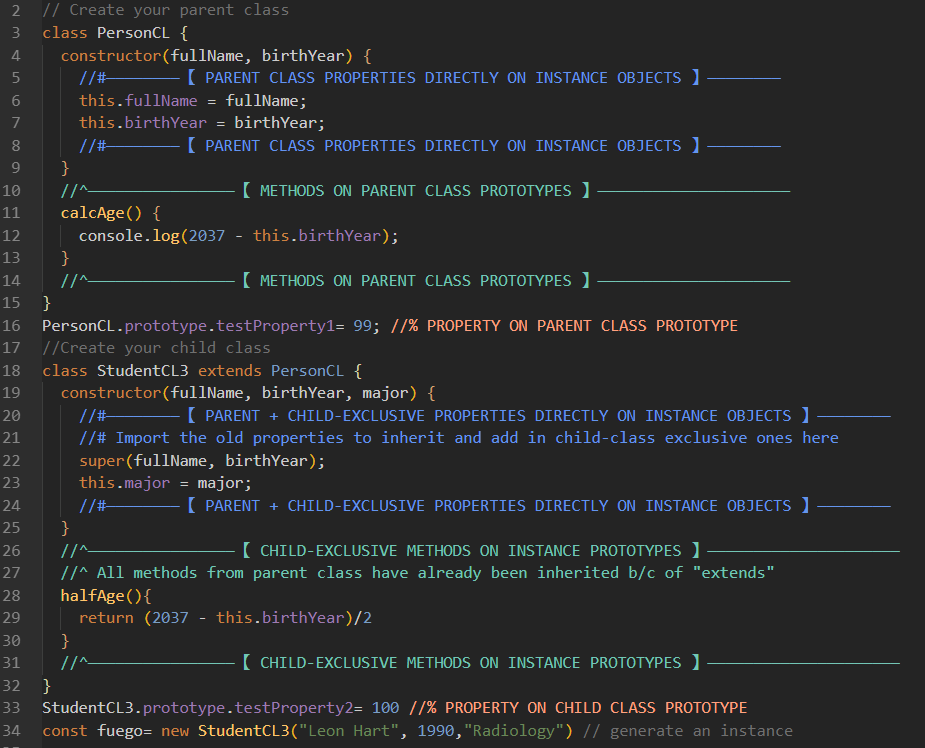 2 // Create your parent class
3 class PersonCL {
4 constructor(fullName, birthYear) {
5 //#————————【 PARENT CLASS PROPERTIES DIRECTLY ON INSTANCE OBJECTS 】————————
6 this.fullName = fullName;
7 this.birthYear = birthYear;
8 //#————————【 PARENT CLASS PROPERTIES DIRECTLY ON INSTANCE OBJECTS 】————————
9 }
10 //^————————————————【 METHODS ON PARENT CLASS PROTOTYPES 】—————————————————————
11 calcAge() {
12 console.log(2037 - this.birthYear);
13 }
14 //^————————————————【 METHODS ON PARENT CLASS PROTOTYPES 】—————————————————————
15 }
16 PersonCL.prototype.testProperty1= 99; //% PROPERTY ON PARENT CLASS PROTOTYPE
17 //Create your child class
18 class StudentCL3 extends PersonCL {
19 constructor(fullName, birthYear, major) {
20 //#————————【 PARENT + CHILD-EXCLUSIVE PROPERTIES DIRECTLY ON INSTANCE OBJECTS 】————————
21 //# Import the old properties to inherit and add in child-class exclusive ones here
22 super(fullName, birthYear);
23 this.major = major;
24 //#————————【 PARENT + CHILD-EXCLUSIVE PROPERTIES DIRECTLY ON INSTANCE OBJECTS 】————————
25 }
26 //^————————————————【 CHILD-EXCLUSIVE METHODS ON INSTANCE PROTOTYPES 】—————————————————————
27 //^ All methods from parent class have already been inherited b/c of "extends"
28 halfAge(){
29 return (2037 - this.birthYear)/2
30 }
31 //^————————————————【 CHILD-EXCLUSIVE METHODS ON INSTANCE PROTOTYPES 】—————————————————————
32 }
33 StudentCL3.prototype.testProperty2= 100 //% PROPERTY ON CHILD CLASS PROTOTYPE
34 const fuego= new StudentCL3("Leon Hart", 1990,"Radiology") // generate an instance